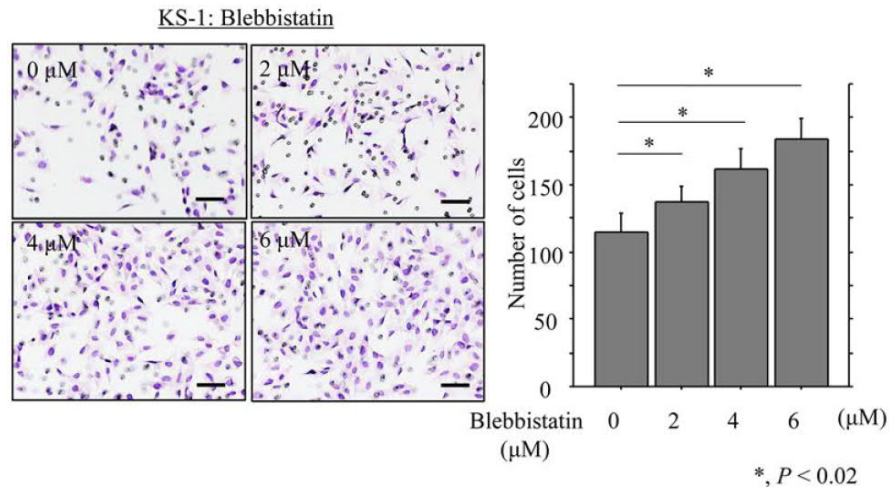 KS-1: Blebbistatin
0 μM
2 μM
4 μM
6 μM
*
*
*
Number of cells
200
150
100
50
0
Blebbistatin 0 2 4 6 (μM)
(μM)
*, P < 0.02